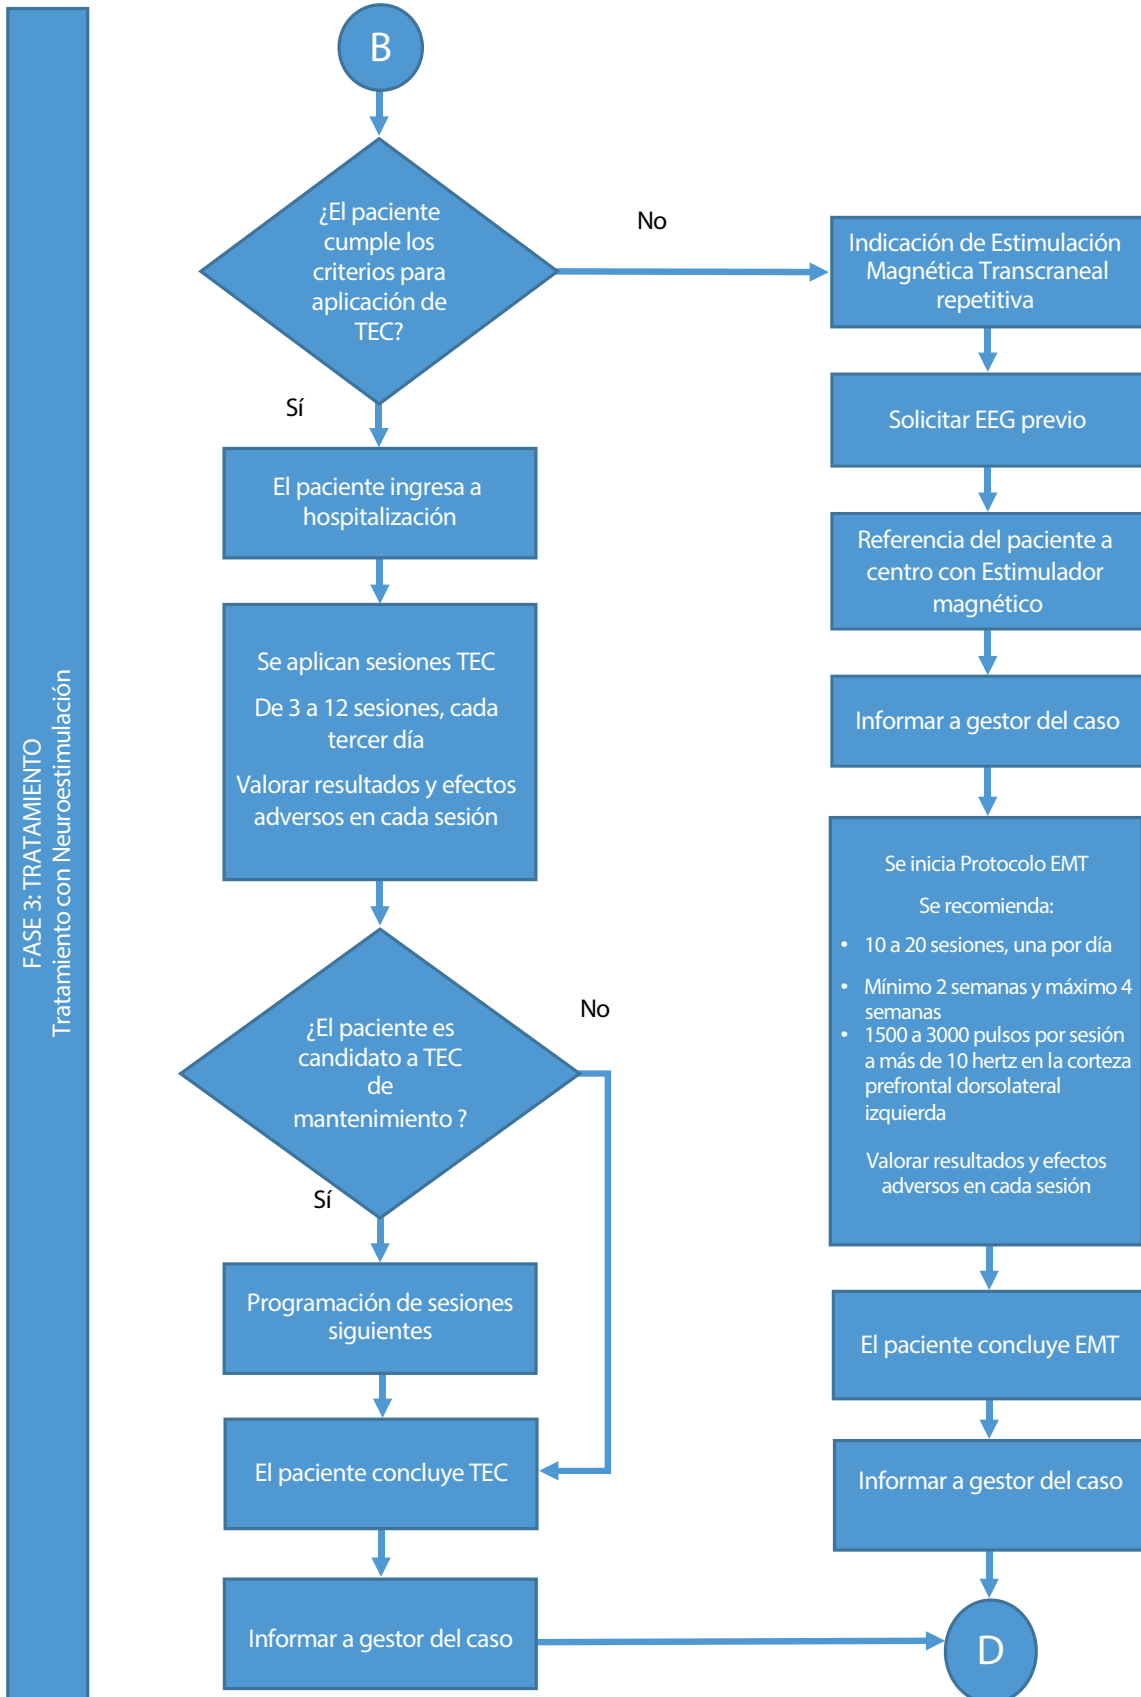 FASE 3: TRATAMIENTO
Tratamiento con Neuroestimulación
B
¿El paciente
cumple los
criterios para
aplicación de
TEC?
No
Sí
El paciente ingresa a
hospitalización
Se aplican sesiones TEC
De 3 a 12 sesiones, cada
tercer día
Valorar resultados y efectos
adversos en cada sesión
¿El paciente es
candidato a TEC
de
mantenimiento ?
No
Sí
Programación de sesiones
siguientes
El paciente concluye TEC
Informar a gestor del caso
Indicación de Estimulación
Magnética Transcraneal
repetitiva
Solicitar EEG previo
Referencia del paciente a
centro con Estimulador
magnético
Informar a gestor del caso
Se inicia Protocolo EMT
Se recomienda:
• 10 a 20 sesiones, una por día
• Mínimo 2 semanas y máximo 4
semanas
• 1500 a 3000 pulsos por sesión
a más de 10 hertz en la corteza
prefrontal dorsolateral
izquierda
Valorar resultados y efectos
adversos en cada sesión
El paciente concluye EMT
Informar a gestor del caso
D